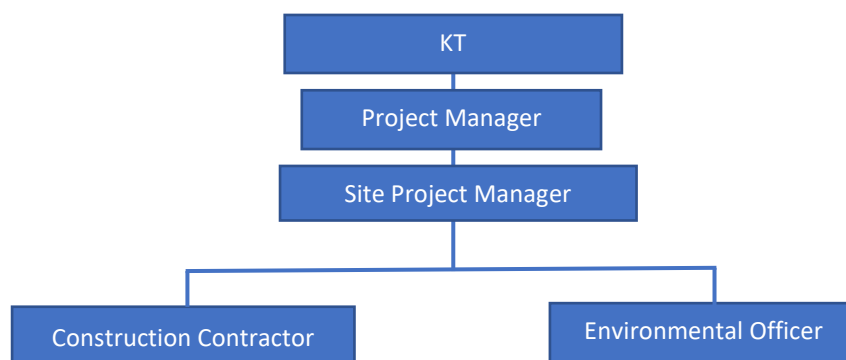 KT
Project Manager
Site Project Manager
Construction Contractor
Environmental Officer